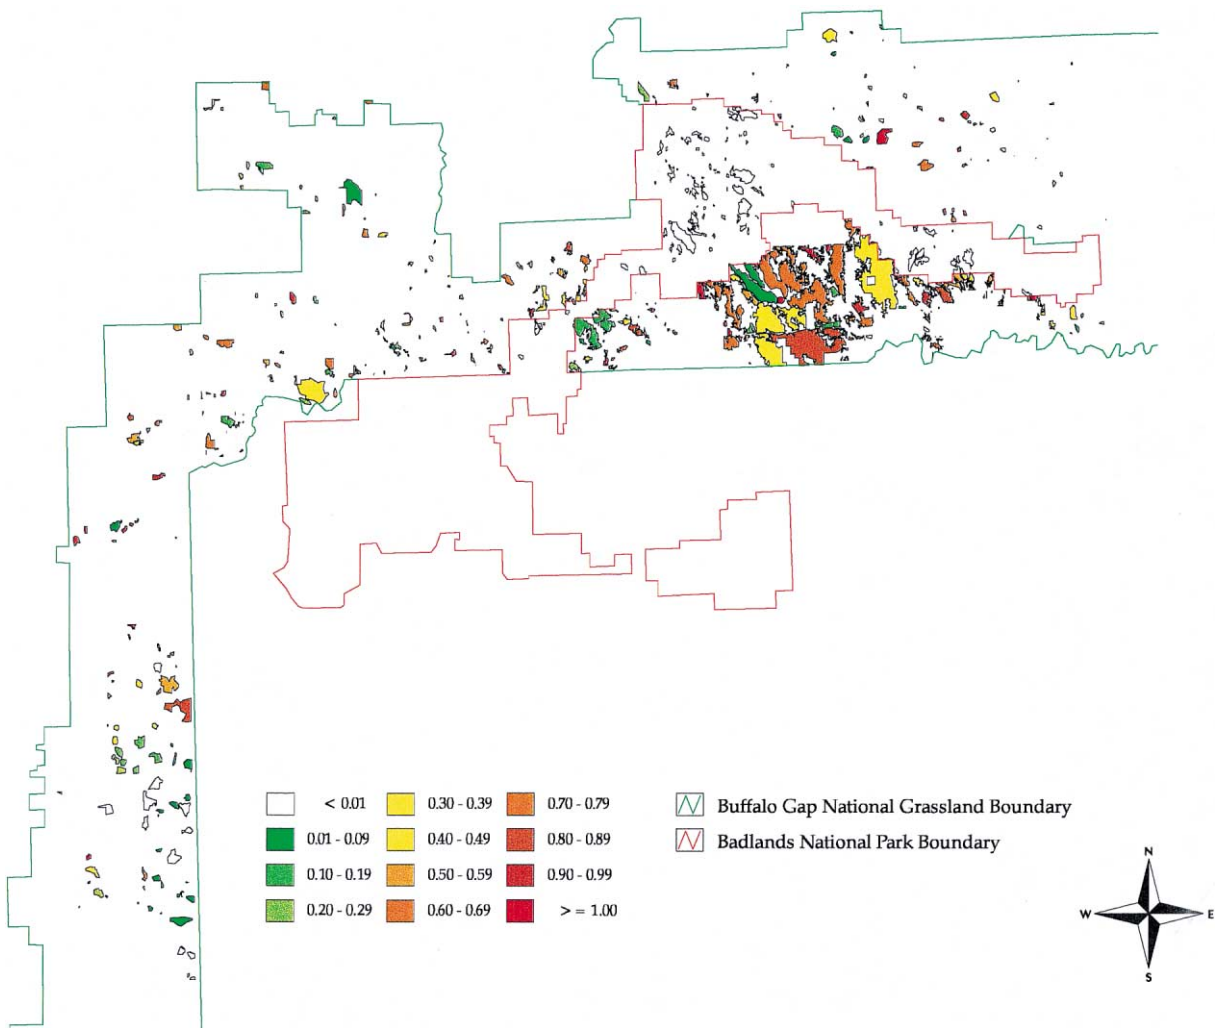 < 0.01 0.30 - 0.39 0.70 - 0.79
0.01 - 0.09 0.40 - 0.49 0.80 - 0.89
0.10 - 0.19 0.50 - 0.59 0.90 - 0.99
0.20 - 0.29 0.60 - 0.69 > = 1.00
Buffalo Gap National Grassland Boundary
Badlands National Park Boundary
N
W E
S